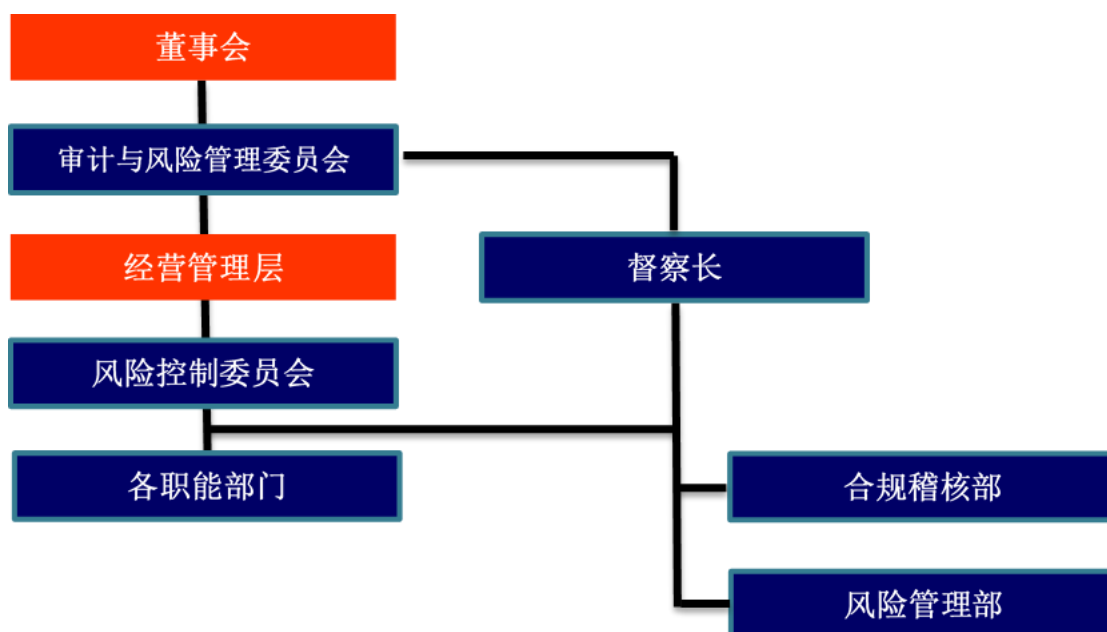 董事会
审计与风险管理委员会
经营管理层
督察长
风险控制委员会
各职能部门
合规稽核部
风险管理部